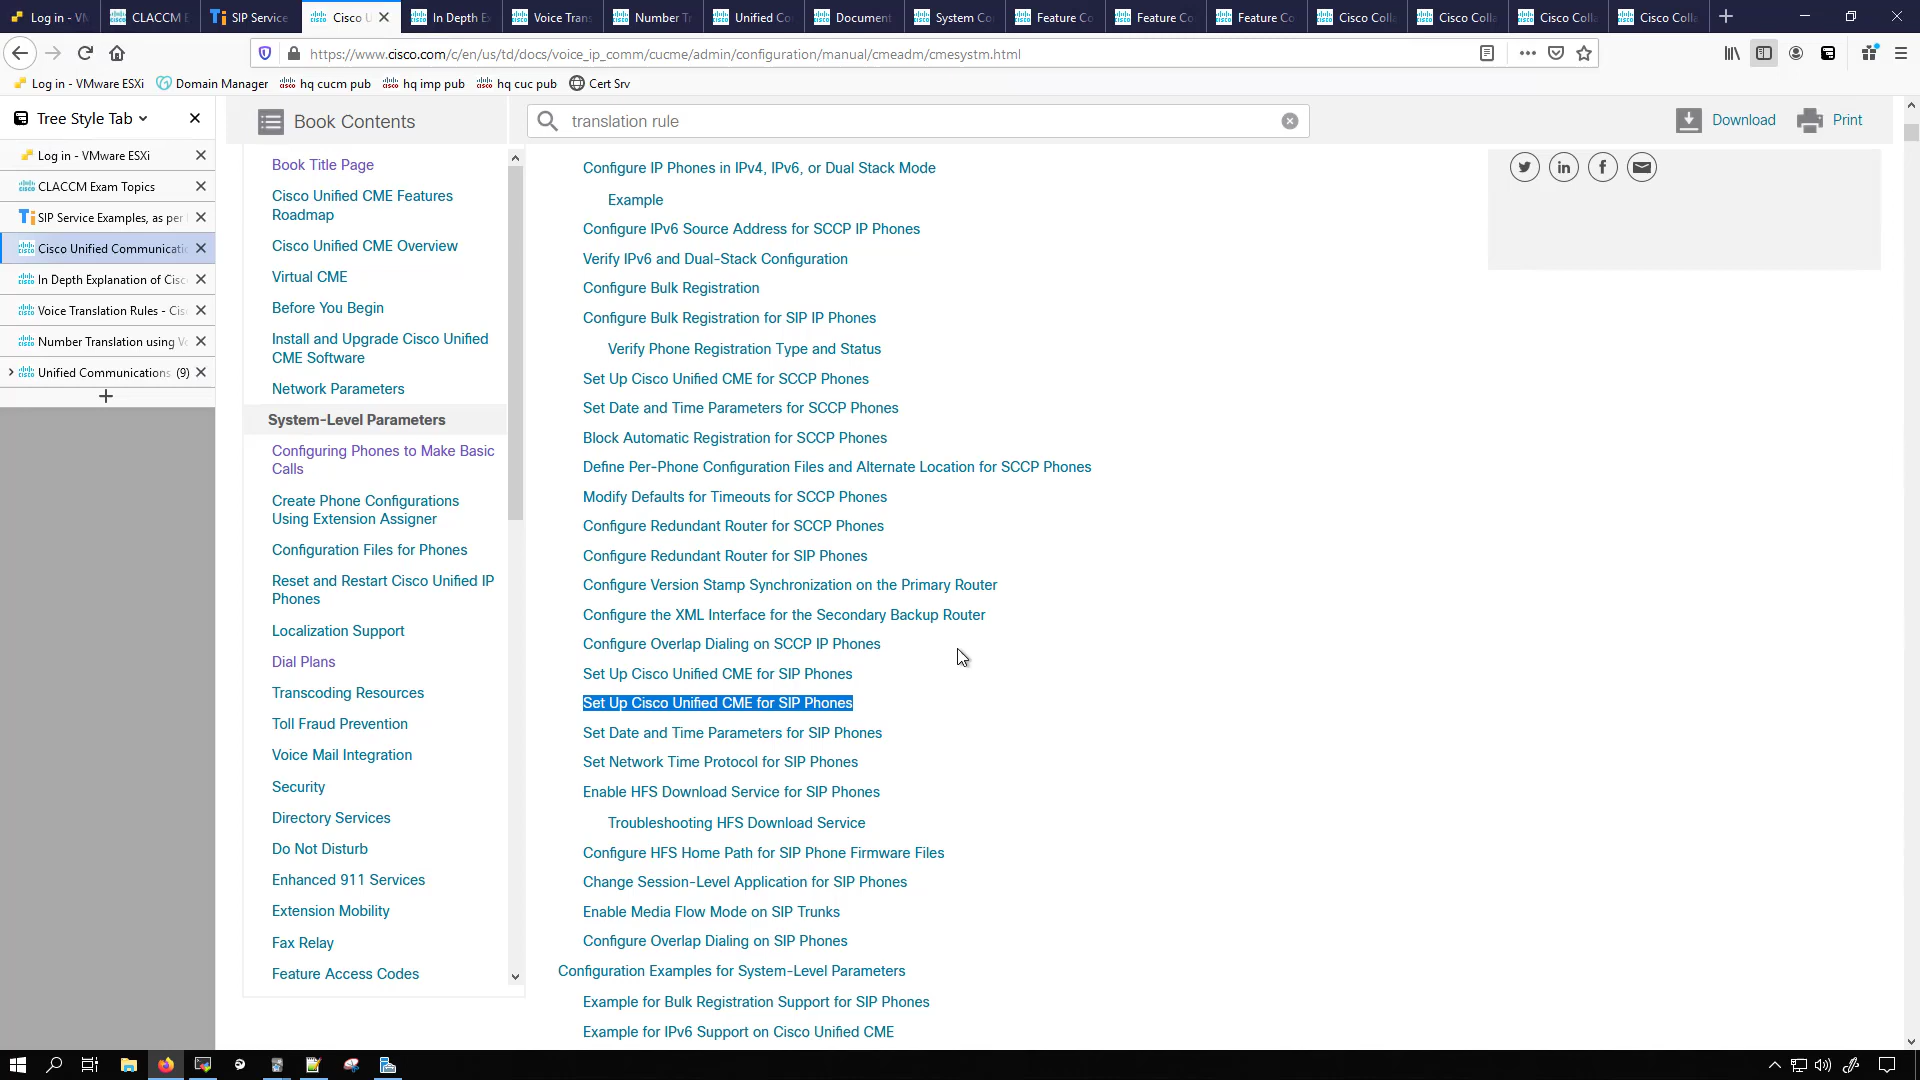 Log in - VM
CLACCM E
SIP Service
Cisco U
In Depth E
Voice Tran
Number T
Unified Co
Document
System Co
Feature Co
Feature Co
Feature Co
Cisco Colla
Cisco Colla
Cisco Colla
Cisco Colla
https://www.cisco.com/c/en/us/td/docs/voice_ip_comm/cucme/admin/configuration/manual/cmeadm/cmesystm.html
Log in - VMware ESXi
Domain Manager
hq cucm pub
hq imp pub
hq cuc pub
Cert Srv
Tree Style Tab
Log in - VMware ESXi
CLACCM Exam Topics
SIP Service Examples, as per
Cisco Unified Communicatio
In Depth Explanation of Cisc
Voice Translation Rules - Cis
Number Translation using Vo
Unified Communications (9)
Book Contents
translation rule
Download
Print
Book Title Page
Cisco Unified CME Features
Roadmap
Cisco Unified CME Overview
Virtual CME
Before You Begin
Install and Upgrade Cisco Unified
CME Software
Network Parameters
System-Level Parameters
Configuring Phones to Make Basic
Calls
Create Phone Configurations
Using Extension Assigner
Configuration Files for Phones
Reset and Restart Cisco Unified IP
Phones
Localization Support
Dial Plans
Transcoding Resources
Toll Fraud Prevention
Voice Mail Integration
Security
Directory Services
Do Not Disturb
Enhanced 911 Services
Extension Mobility
Fax Relay
Feature Access Codes
Configure IP Phones in IPv4, IPv6, or Dual Stack Mode
Example
Configure IPv6 Source Address for SCCP IP Phones
Verify IPv6 and Dual-Stack Configuration
Configure Bulk Registration
Configure Bulk Registration for SIP IP Phones
Verify Phone Registration Type and Status
Set Up Cisco Unified CME for SCCP Phones
Set Date and Time Parameters for SCCP Phones
Block Automatic Registration for SCCP Phones
Define Per-Phone Configuration Files and Alternate Location for SCCP Phones
Modify Defaults for Timeouts for SCCP Phones
Configure Redundant Router for SCCP Phones
Configure Redundant Router for SIP Phones
Configure Version Stamp Synchronization on the Primary Router
Configure the XML Interface for the Secondary Backup Router
Configure Overlap Dialing on SCCP IP Phones
Set Up Cisco Unified CME for SIP Phones
Set Up Cisco Unified CME for SIP Phones
Set Date and Time Parameters for SIP Phones
Set Network Time Protocol for SIP Phones
Enable HFS Download Service for SIP Phones
Troubleshooting HFS Download Service
Configure HFS Home Path for SIP Phone Firmware Files
Change Session-Level Application for SIP Phones
Enable Media Flow Mode on SIP Trunks
Configure Overlap Dialing on SIP Phones
Configuration Examples for System-Level Parameters
Example for Bulk Registration Support for SIP Phones
Example for IPv6 Support on Cisco Unified CME